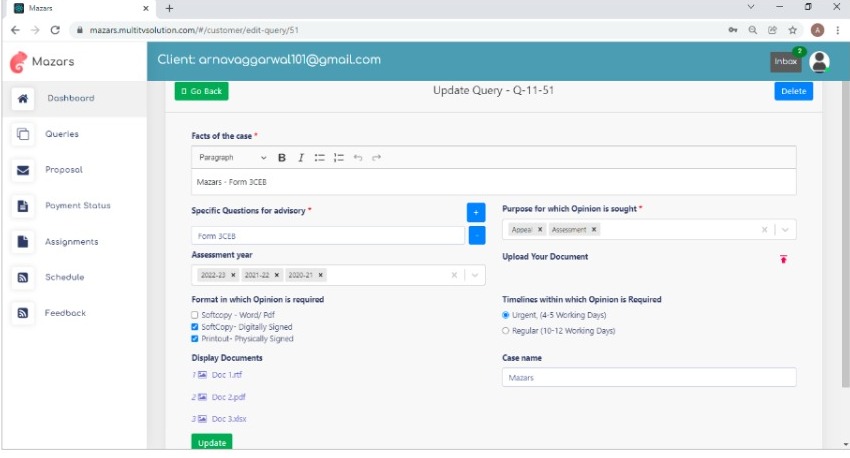 Mazars
mazars.multitvsolution.com/#/customer/edit-query/51
A
Mazars
Client: arnavaggarwal101@gmail.com
Inbox
2
Dashboard
Queries
Proposal
Payment Status
Assignments
Schedule
Feedback
Go Back
Update Query - Q-11-51
Delete
Facts of the case *
Paragraph
B I
Mazars - Form 3CEB
Specific Questions for advisory *
+
Form 3CEB
-
Purpose for which Opinion is sought *
Appeal × Assessment ×
Assessment year
2022-23 × 2021-22 × 2020-21 ×
Upload Your Document
Format in which Opinion is required
Softcopy - Word/ Pdf
SoftCopy- Digitally Signed
Printout- Physically Signed
Timelines within which Opinion is Required
Urgent, (4-5 Working Days)
Regular (10-12 Working Days)
Display Documents
1 Doc 1.rtf
2 Doc 2.pdf
3 Doc 3.xlsx
Case name
Mazars
Update